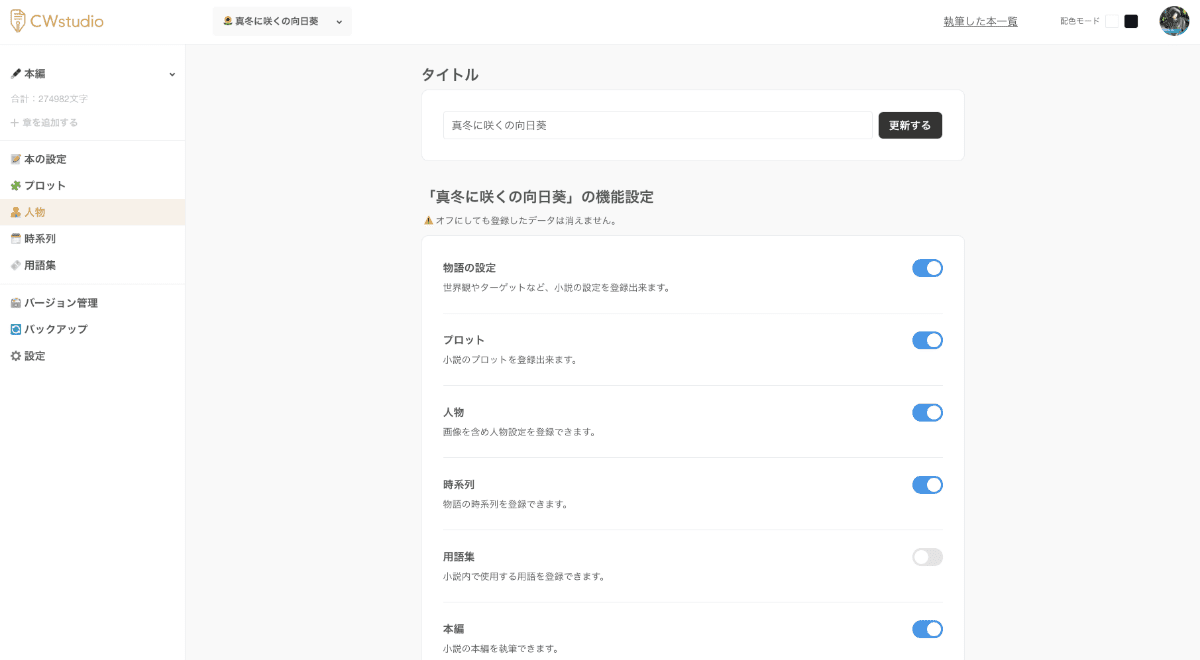 CWstudio
真冬に咲くの向日葵
執筆した本一覧
配色モード
本編
合計：274982文字
＋ 章を追加する
本の設定
プロット
人物
時系列
用語集
バージョン管理
バックアップ
設定
タイトル
真冬に咲くの向日葵
更新する
「真冬に咲くの向日葵」の機能設定
オフにしても登録したデータは消えません。
物語の設定
世界観やターゲットなど、小説の設定を登録出来ます。
プロット
小説のプロットを登録出来ます。
人物
画像を含め人物設定を登録できます。
時系列
物語の時系列を登録できます。
用語集
小説内で使用する用語を登録できます。
本編
小説の本編を執筆できます。